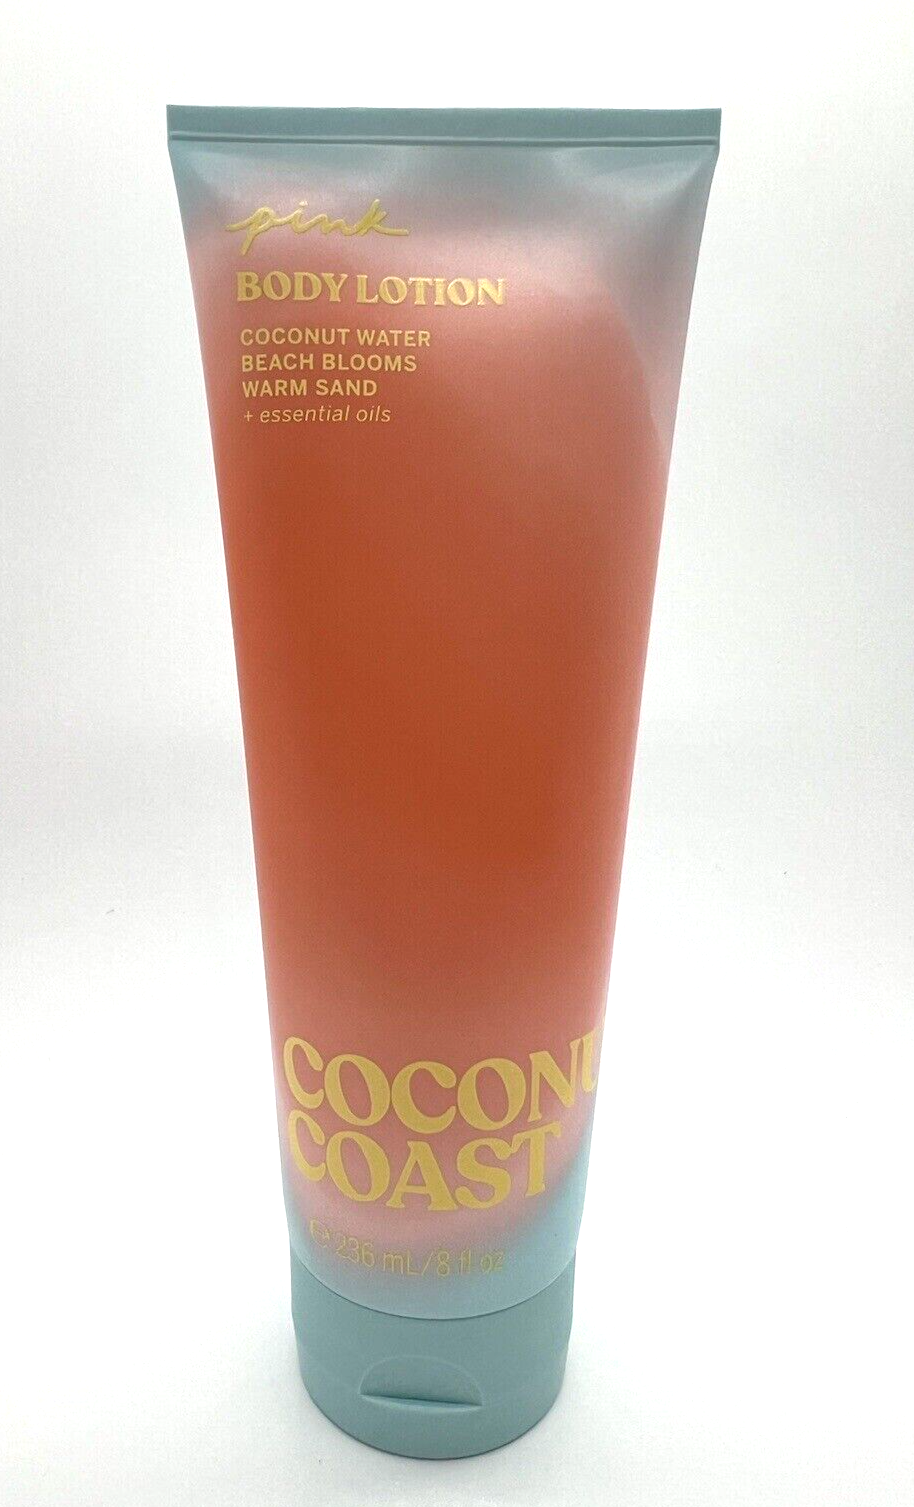 pink
BODY LOTION
COCONUT WATER
BEACH BLOOMS
WARM SAND
+ essential oils
COCONU
COAST
℮ 236 mL/8 fl oz